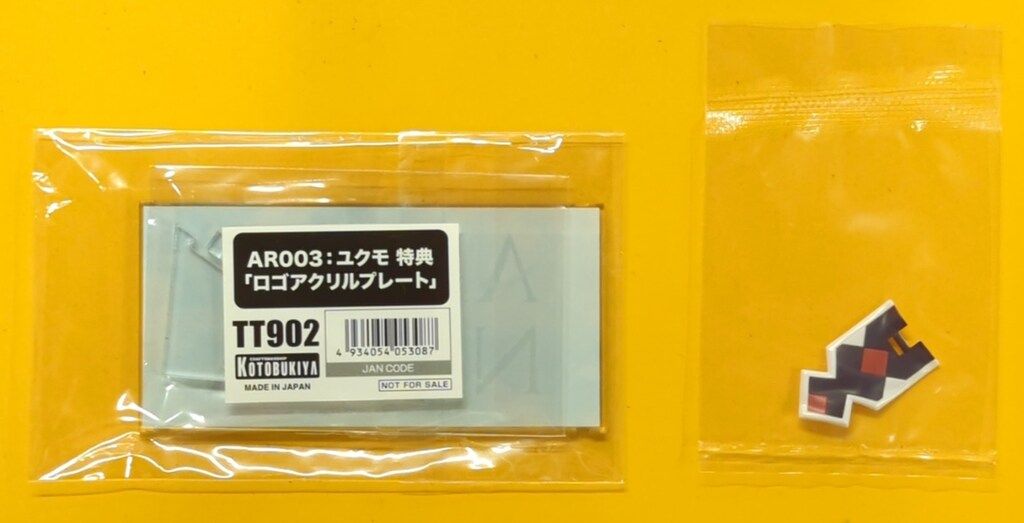 AR003:ユクモ 特典
「ロゴアクリルプレート」
TT902
CRAFTSMANSHIP
KOTOBUKIYA
MADE IN JAPAN
4 934054 053087
JAN CODE
NOT FOR SALE